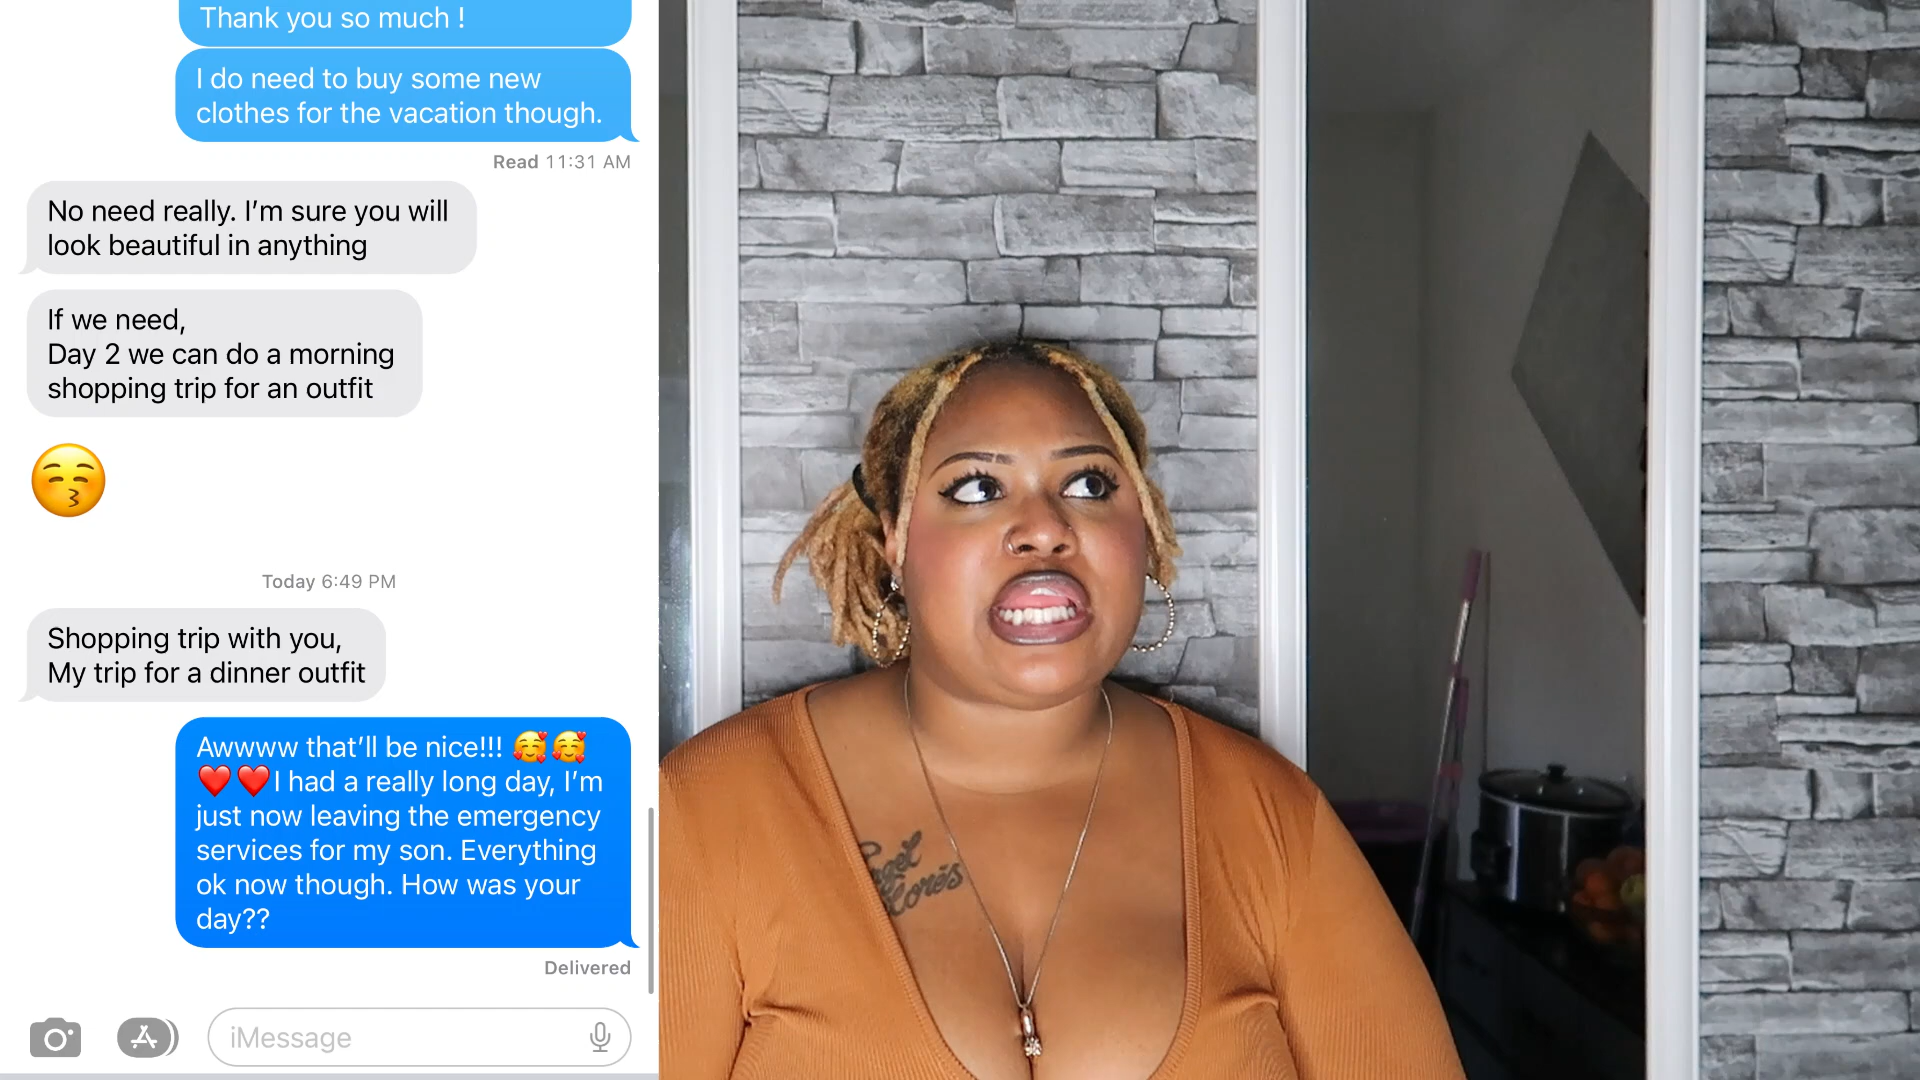 Thank you so much !
I do need to buy some new
clothes for the vacation though.
Read 11:31 AM
No need really. I’m sure you will
look beautiful in anything
If we need,
Day 2 we can do a morning
shopping trip for an outfit
😚
Today 6:49 PM
Shopping trip with you,
My trip for a dinner outfit
Awwww that’ll be nice!!! 🥰🥰
❤️❤️I had a really long day, I’m
just now leaving the emergency
services for my son. Everything
ok now though. How was your
day??
Delivered
iMessage